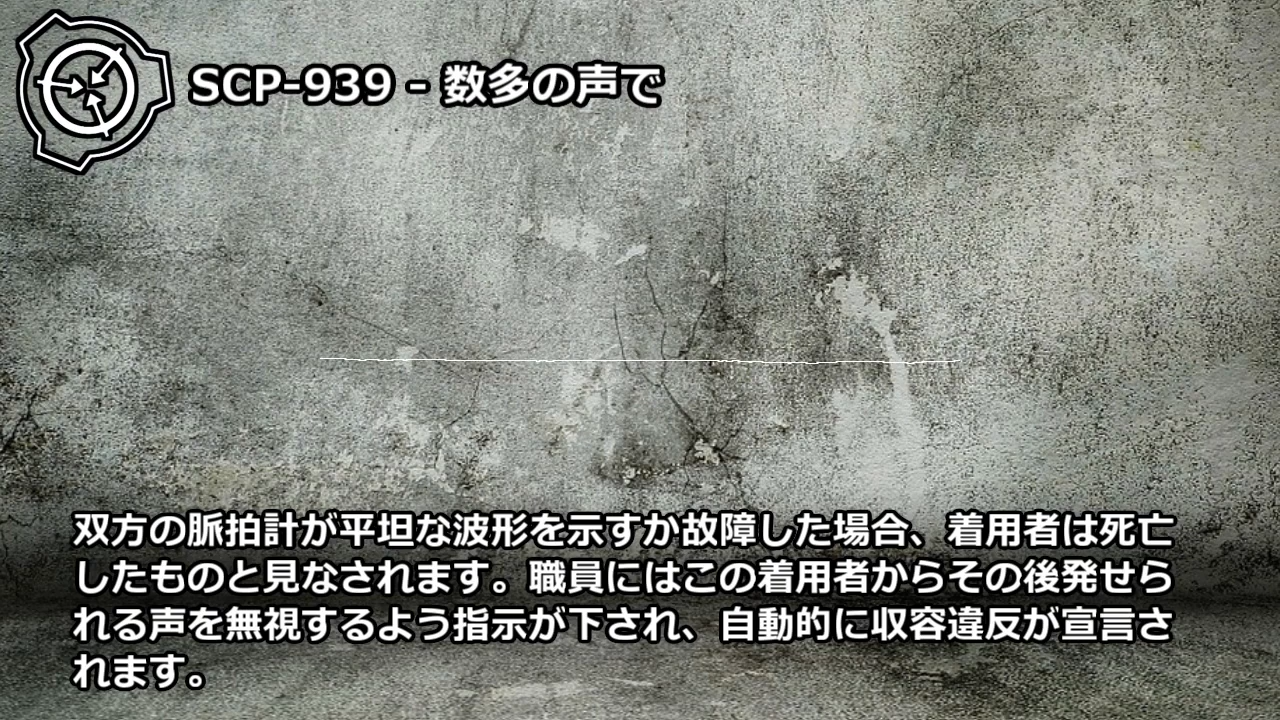 SCP-939 - 数多の声で
双方の脈拍計が平坦な波形を示すか故障した場合、着用者は死亡
したものと見なされます。職員にはこの着用者からその後発せら
れる声を無視するよう指示が下され、自動的に収容違反が宣言さ
れます。